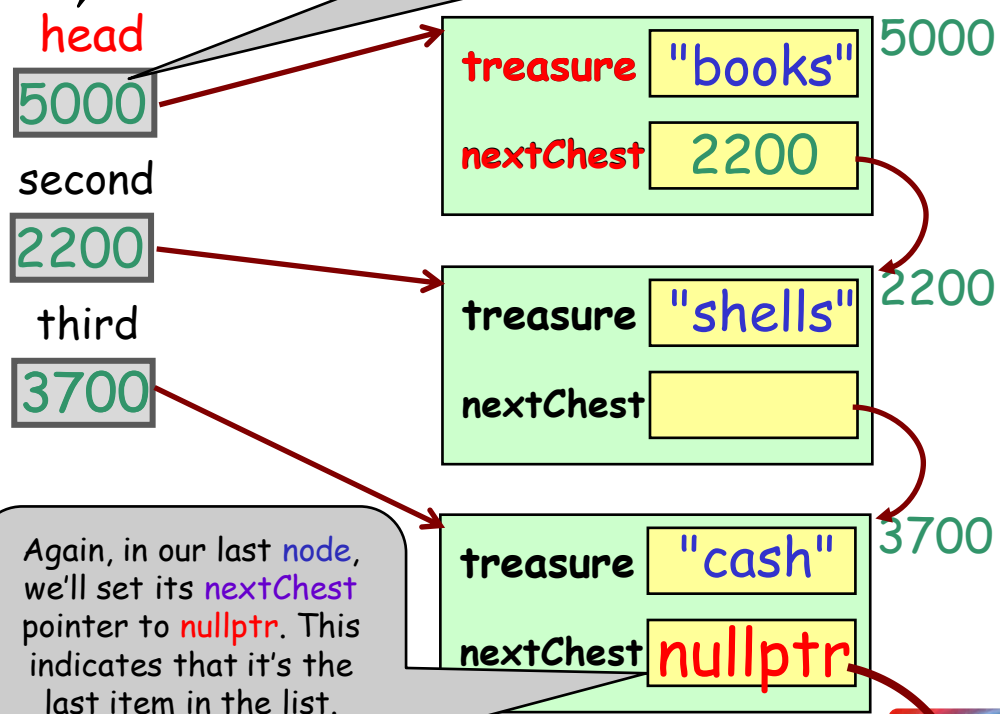 head
5000
treasure "books"
5000
nextChest 2200
second
2200
treasure "shells"
2200
third
nextChest
3700
treasure "cash"
3700
nextChest nullptr
Again, in our last node,
we'll set its nextChest
pointer to nullptr. This
indicates that it's the
last item in the list.